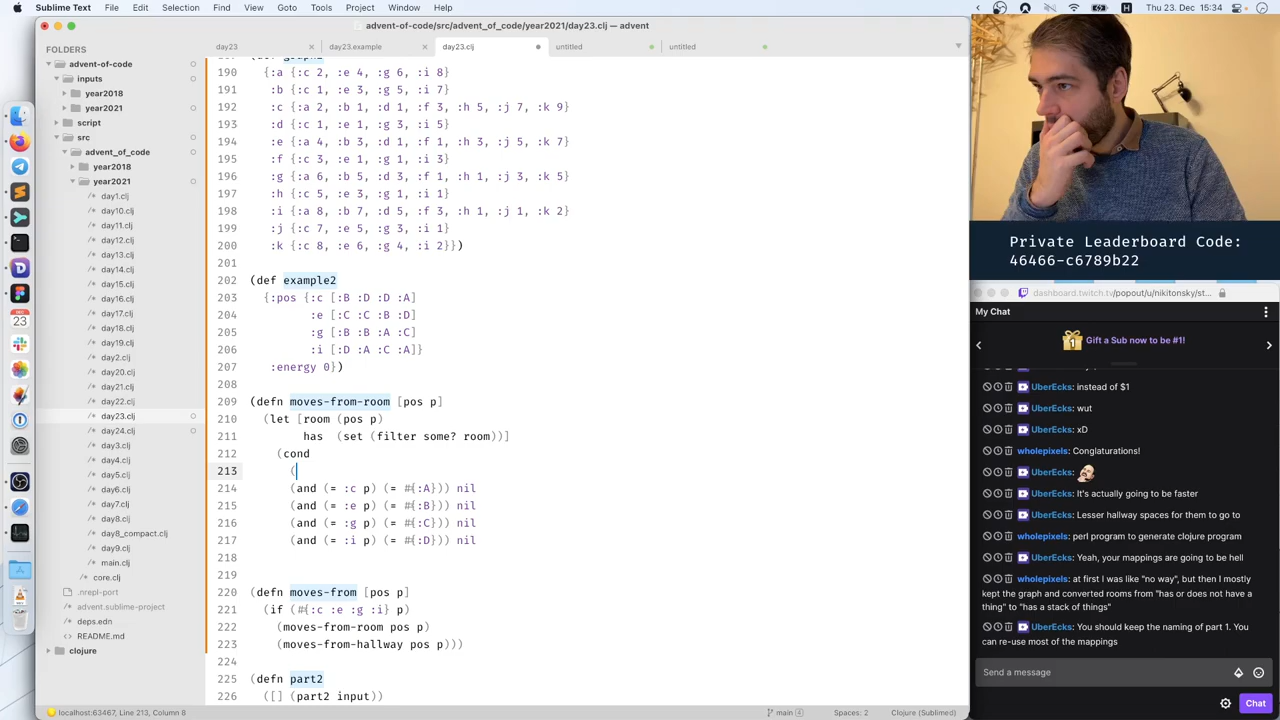 Sublime Text File Edit Selection Find View Goto Tools Project Window Help
Thu 23. Dec 15:34
advent-of-code/src/advent_of_code/year2021/day23.clj — advent
FOLDERS
advent-of-code
inputs
year2018
year2021
script
src
advent_of_code
year2018
year2021
day1.clj
day10.clj
day11.clj
day12.clj
day13.clj
day14.clj
day15.clj
day16.clj
day17.clj
day18.clj
day19.clj
day2.clj
day20.clj
day21.clj
day22.clj
day23.clj
day24.clj
day3.clj
day4.clj
day5.clj
day6.clj
day7.clj
day8.clj
day8_compact.clj
day9.clj
main.clj
core.clj
.nrepl-port
advent.sublime-project
deps.edn
README.md
clojure
day23 day23.example day23.clj untitled untitled
190 {:a {:c 2, :e 4, :g 6, :i 8}
191 :b {:c 1, :e 3, :g 5, :i 7}
192 :c {:a 2, :b 1, :d 1, :f 3, :h 5, :j 7, :k 9}
193 :d {:c 1, :e 1, :g 3, :i 5}
194 :e {:a 4, :b 3, :d 1, :f 1, :h 3, :j 5, :k 7}
195 :f {:c 3, :e 1, :g 1, :i 3}
196 :g {:a 6, :b 5, :d 3, :f 1, :h 1, :j 3, :k 5}
197 :h {:c 5, :e 3, :g 1, :i 1}
198 :i {:a 8, :b 7, :d 5, :f 3, :h 1, :j 1, :k 2}
199 :j {:c 7, :e 5, :g 3, :i 1}
200 :k {:c 8, :e 6, :g 4, :i 2}})
201
202 (def example2
203 {:pos {:c [:B :D :D :A]
204 :e [:C :C :B :D]
205 :g [:B :B :A :C]
206 :i [:D :A :C :A]}
207 :energy 0})
208
209 (defn moves-from-room [pos p]
210 (let [room (pos p)
211 has (set (filter some? room))]
212 (cond
213 (
214 (and (= :c p) (= #{:A})) nil
215 (and (= :e p) (= #{:B})) nil
216 (and (= :g p) (= #{:C})) nil
217 (and (= :i p) (= #{:D})) nil
218
219
220 (defn moves-from [pos p]
221 (if (#{:c :e :g :i} p)
222 (moves-from-room pos p)
223 (moves-from-hallway pos p)))
224
225 (defn part2
226 ([] (part2 input))
localhost:63467, Line 213, Column 8
main 4 Spaces: 2 Clojure (Sublimed)
Private Leaderboard Code:
46466-c6789b22
dashboard.twitch.tv/popout/u/nikitonsky/st...
My Chat
1
Gift a Sub now to be #1!
UberEcks: instead of $1
UberEcks: wut
UberEcks: xD
wholepixels: Conglaturations!
UberEcks:
UberEcks: It's actually going to be faster
UberEcks: Lesser hallway spaces for them to go to
wholepixels: perl program to generate clojure program
UberEcks: Yeah, your mappings are going to be hell
wholepixels: at first I was like "no way", but then I mostly
kept the graph and converted rooms from "has or does not have a
thing" to "has a stack of things"
UberEcks: You should keep the naming of part 1. You
can re-use most of the mappings
Send a message
Chat
DEC
23